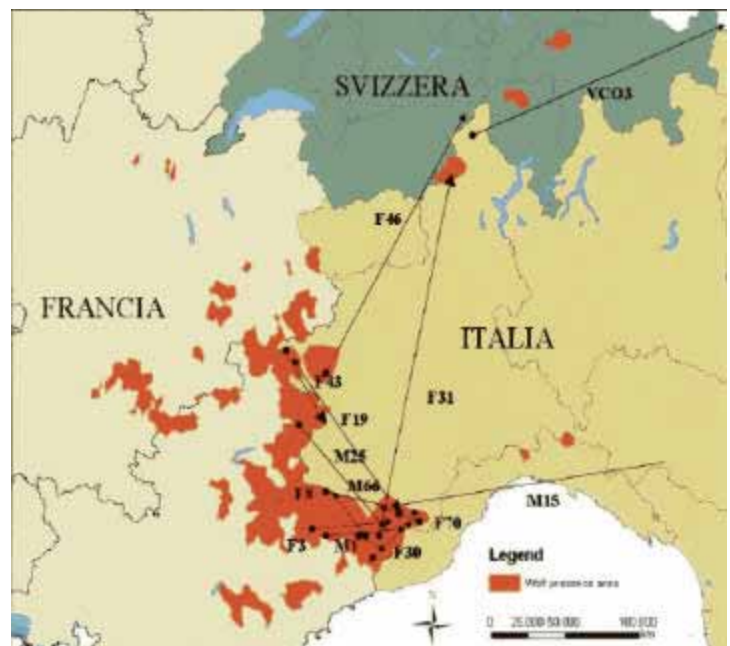 SVIZZERA
VCO3
F46
FRANCIA
ITALIA
F43
F31
F19
M25
M66
M15
F70
F3
M1
F30
Legend
Wolf presence area
N
0 25.000 50.000 100.000